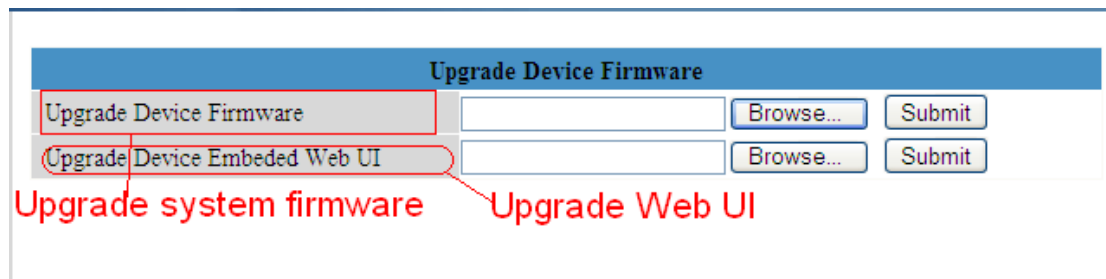 Upgrade Device Firmware
Upgrade Device Firmware Browse... Submit
Upgrade Device Embeded Web UI Browse... Submit
Upgrade system firmware Upgrade Web UI